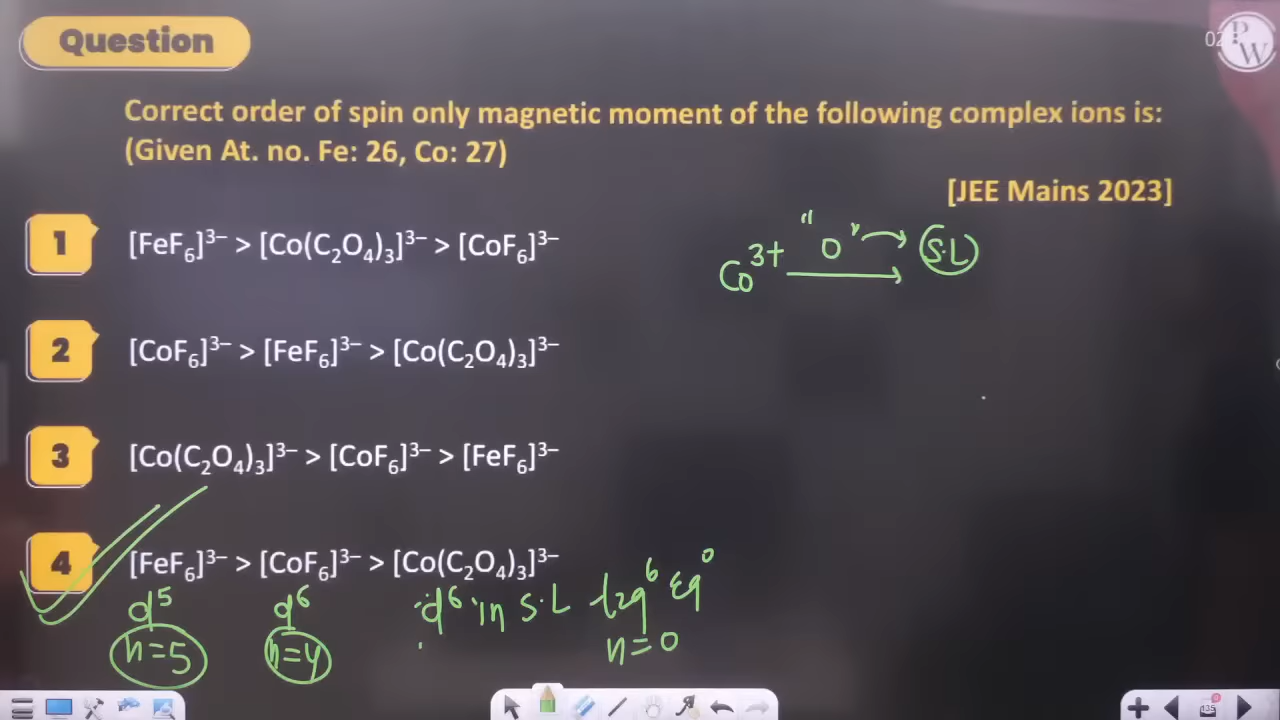 Question
02
PW
Correct order of spin only magnetic moment of the following complex ions is:
(Given At. no. Fe: 26, Co: 27)
[JEE Mains 2023]
1 [FeF₆]³⁻ > [Co(C₂O₄)₃]³⁻ > [CoF₆]³⁻
Co³⁺ "O" → S.L
2 [CoF₆]³⁻ > [FeF₆]³⁻ > [Co(C₂O₄)₃]³⁻
3 [Co(C₂O₄)₃]³⁻ > [CoF₆]³⁻ > [FeF₆]³⁻
4 [FeF₆]³⁻ > [CoF₆]³⁻ > [Co(C₂O₄)₃]³⁻
d⁵ d⁶ d⁶ in S.L t2g⁶ eg⁰
n=5 n=4 n=0
135